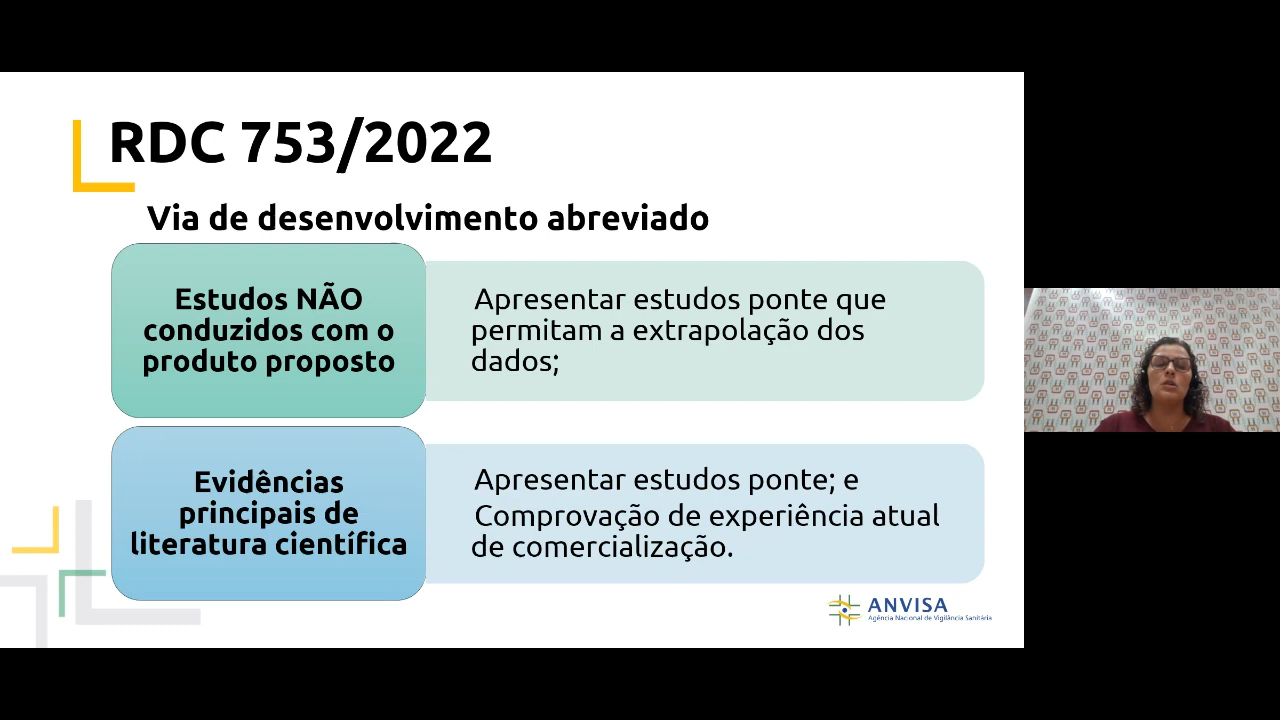 RDC 753/2022
Via de desenvolvimento abreviado
Estudos NÃO
conduzidos com o
produto proposto
Apresentar estudos ponte que
permitam a extrapolação dos
dados;
Evidências
principais de
literatura científica
Apresentar estudos ponte; e
Comprovação de experiência atual
de comercialização.
ANVISA
Agência Nacional de Vigilância Sanitária